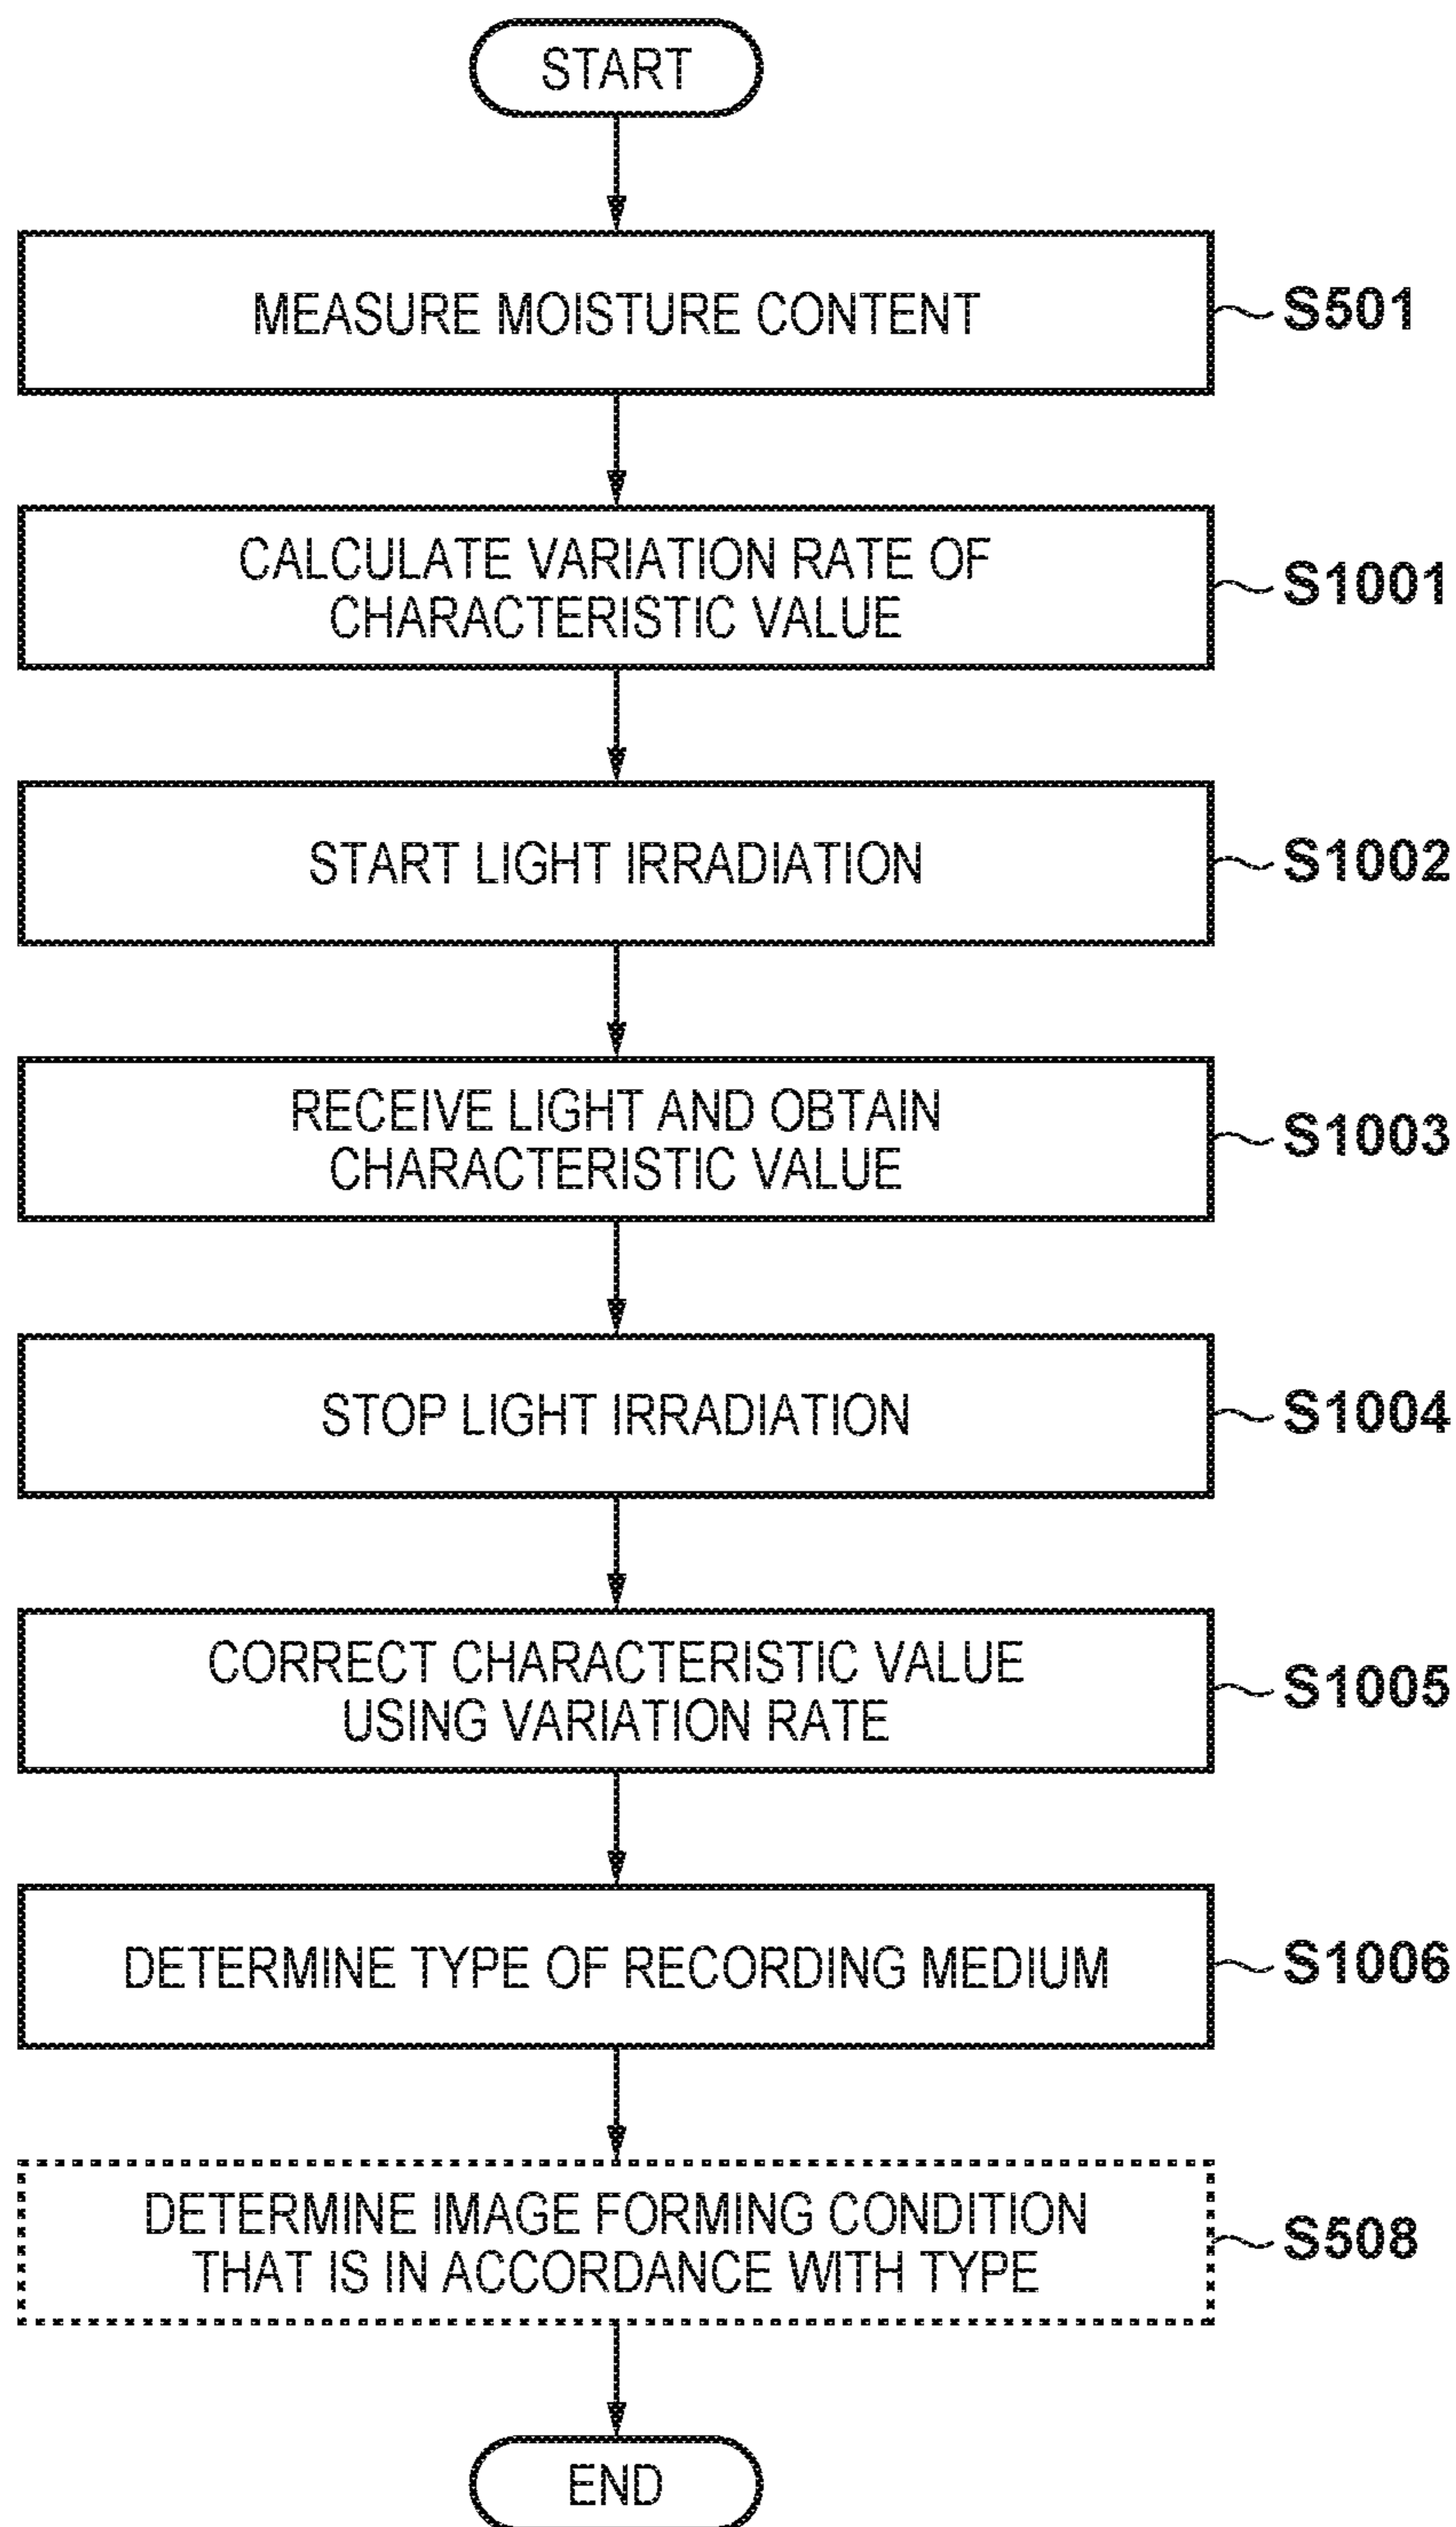 START
MEASURE MOISTURE CONTENT
S501
CALCULATE VARIATION RATE OF
CHARACTERISTIC VALUE
S1001
START LIGHT IRRADIATION
S1002
RECEIVE LIGHT AND OBTAIN
CHARACTERISTIC VALUE
S1003
STOP LIGHT IRRADIATION
S1004
CORRECT CHARACTERISTIC VALUE
USING VARIATION RATE
S1005
DETERMINE TYPE OF RECORDING MEDIUM
S1006
DETERMINE IMAGE FORMING CONDITION
THAT IS IN ACCORDANCE WITH TYPE
S508
END